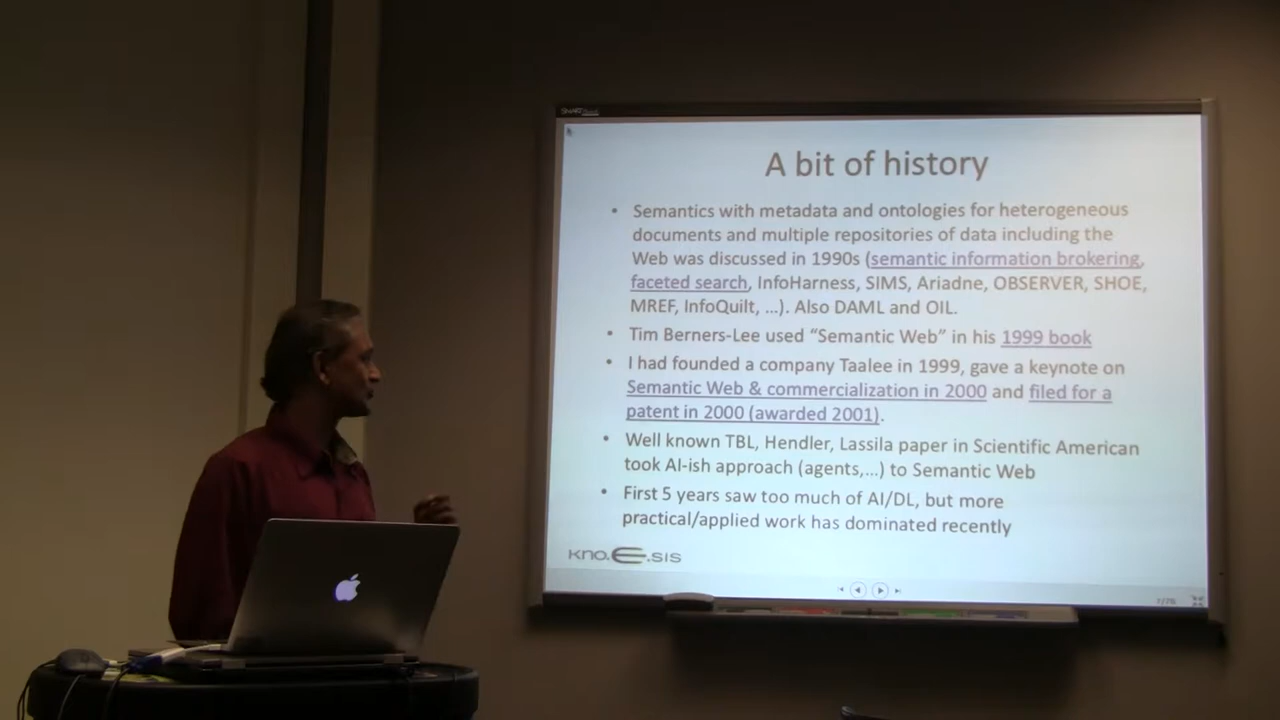 SMART
A bit of history
• Semantics with metadata and ontologies for heterogeneous
documents and multiple repositories of data including the
Web was discussed in 1990s (semantic information brokering,
faceted search, InfoHarness, SIMS, Ariadne, OBSERVER, SHOE,
MREF, InfoQuilt, …). Also DAML and OIL.
• Tim Berners-Lee used “Semantic Web” in his 1999 book
• I had founded a company Taalee in 1999, gave a keynote on
Semantic Web & commercialization in 2000 and filed for a
patent in 2000 (awarded 2001).
• Well known TBL, Hendler, Lassila paper in Scientific American
took AI-ish approach (agents,…) to Semantic Web
• First 5 years saw too much of AI/DL, but more
practical/applied work has dominated recently
kno.e.sis